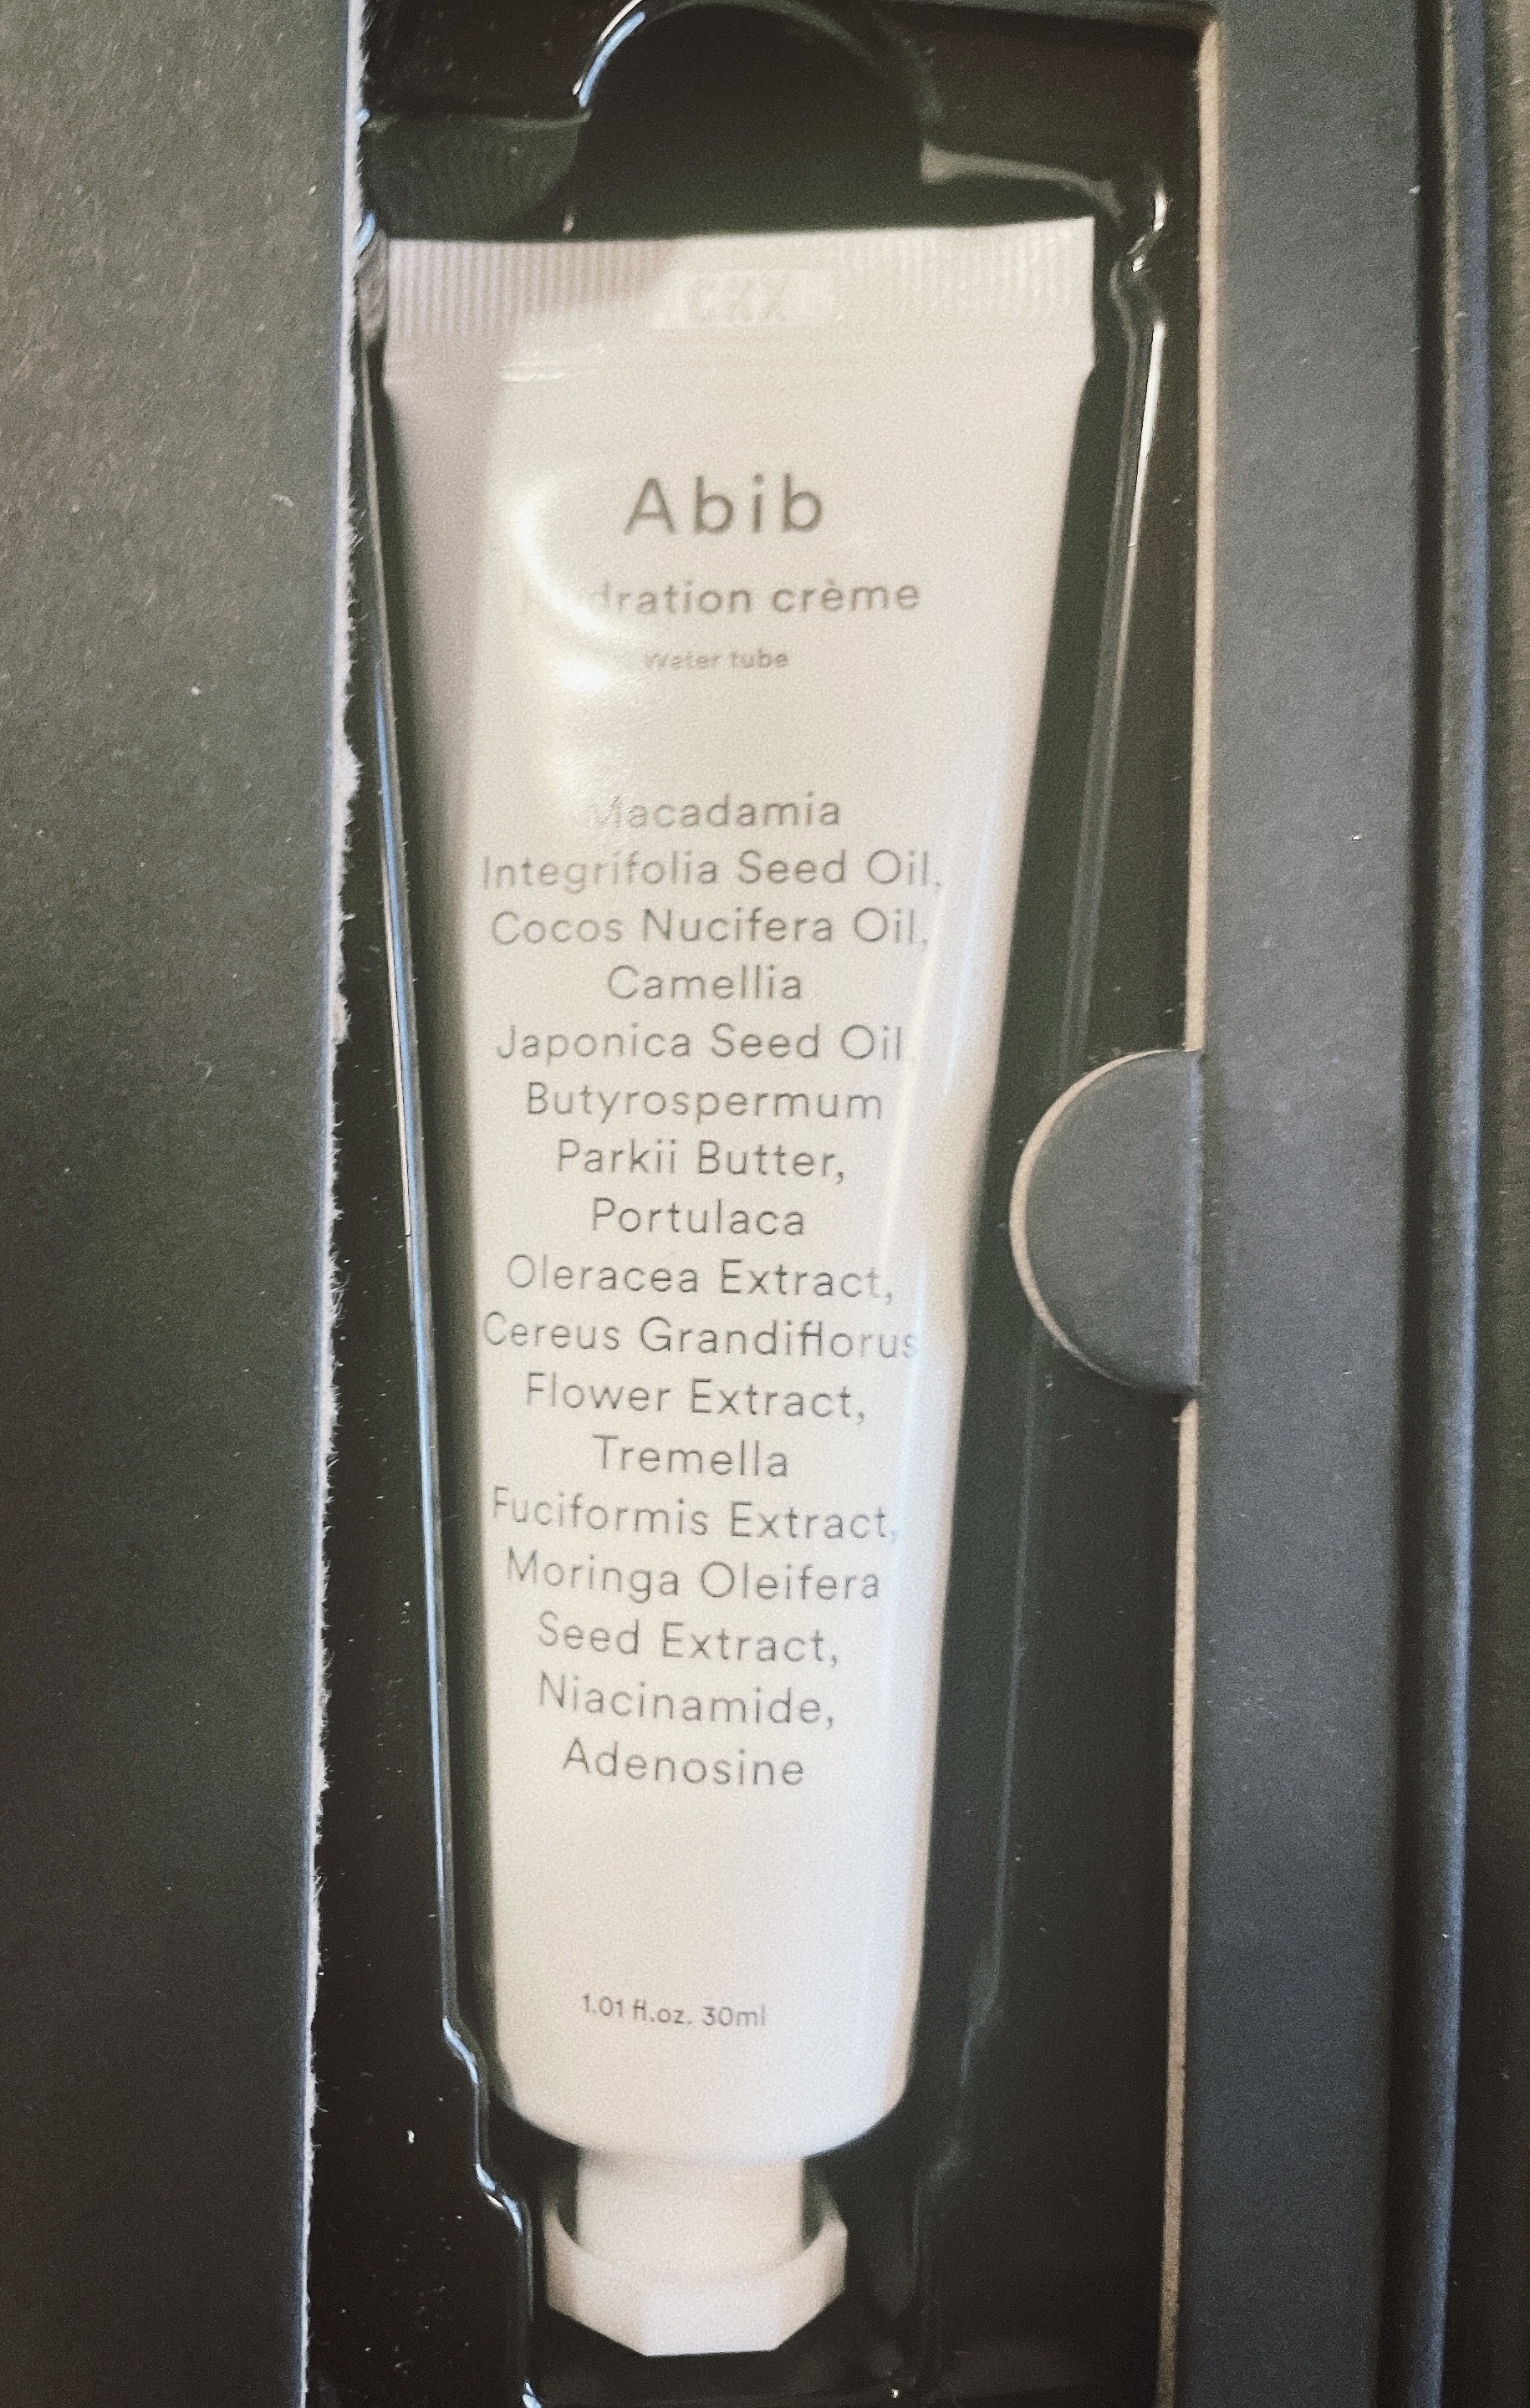 Abib
crème
Water tube
Macadamia
Integrifolia Seed Oil,
Cocos Nucifera Oil,
Camellia
Japonica Seed Oil
Butyrospermum
Parkii Butter,
Portulaca
Oleracea Extract,
Cereus Grandiflorus
Flower Extract,
Tremella
Fuciformis Extract,
Moringa Oleifera
Seed Extract,
Niacinamide,
Adenosine
1.01 fl.oz. 30ml